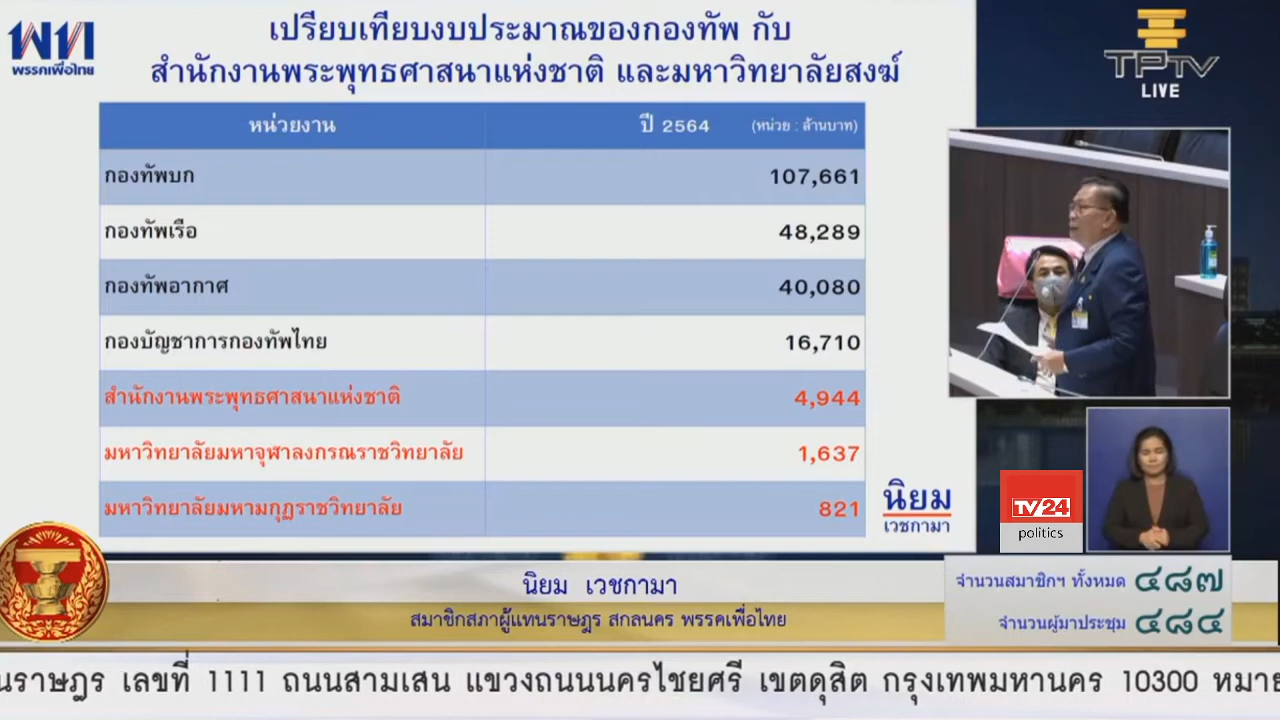 พท
พรรคเพื่อไทย
เปรียบเทียบงบประมาณของกองทัพ กับ
สำนักงานพระพุทธศาสนาแห่งชาติ และมหาวิทยาลัยสงฆ์
TPTV
LIVE
หน่วยงาน ปี 2564 (หน่วย : ล้านบาท)
กองทัพบก 107,661
กองทัพเรือ 48,289
กองทัพอากาศ 40,080
กองบัญชาการกองทัพไทย 16,710
สำนักงานพระพุทธศาสนาแห่งชาติ 4,944
มหาวิทยาลัยมหาจุฬาลงกรณราชวิทยาลัย 1,637
มหาวิทยาลัยมหามกุฏราชวิทยาลัย 821
นิยม
เวชกามา
TV24
politics
นิยม เวชกามา
สมาชิกสภาผู้แทนราษฎร สกลนคร พรรคเพื่อไทย
จำนวนสมาชิกฯ ทั้งหมด ๔๘๗
จำนวนผู้มาประชุม ๔๘๔
นราษฎร เลขที่ 1111 ถนนสามเสน แขวงถนนนครไชยศรี เขตดุสิต กรุงเทพมหานคร 10300 หมาย